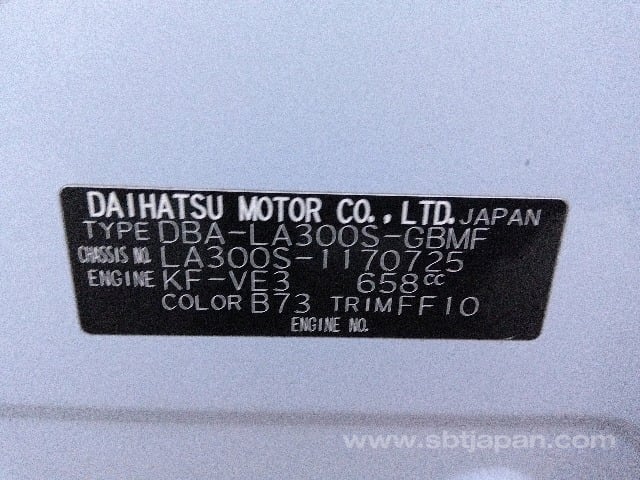 DAIHATSU MOTOR CO.,LTD. JAPAN
TYPE DBA-LA300S-GBMF
CHASSIS NO. LA300S-1170725
ENGINE KF-VE3 658cc
COLOR B73 TRIM FF10
ENGINE NO.
www.sbtjapan.com